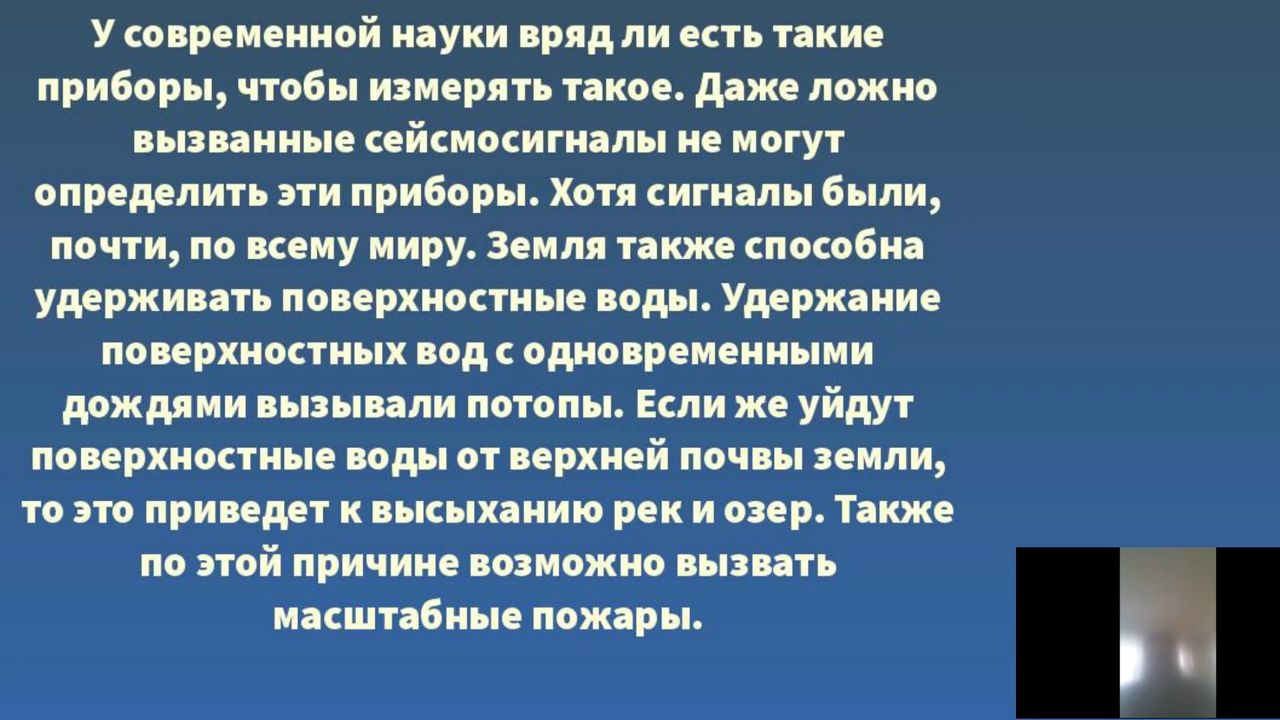 У современной науки вряд ли есть такие
приборы, чтобы измерять такое. Даже ложно
вызванные сейсмосигналы не могут
определить эти приборы. Хотя сигналы были,
почти, по всему миру. Земля также способна
удерживать поверхностные воды. Удержание
поверхностных вод с одновременными
дождями вызывали потопы. Если же уйдут
поверхностные воды от верхней почвы земли,
то это приведет к высыханию рек и озер. Также
по этой причине возможно вызвать
масштабные пожары.